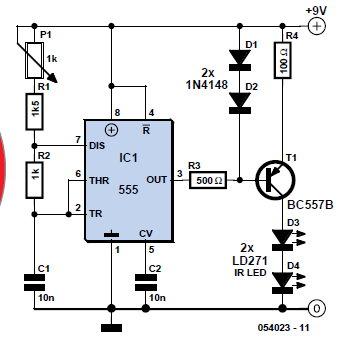 +9V
P1
1k
R4
100Ω
D1
2x
1N4148
D2
R1
1k5
8
4
R
7
DIS
IC1
R3
T1
R2
1k
6
THR
555
OUT
3
500Ω
BC557B
2
TR
CV
D3
2x
LD271
IR LED
1
5
C1
10n
C2
10n
D4
0
054023 - 11